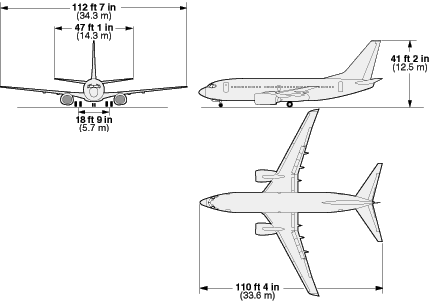 112 ft 7 in
(34.3 m)
47 ft 1 in
(14.3 m)
41 ft 2 in
(12.5 m)
18 ft 9 in
(5.7 m)
110 ft 4 in
(33.6 m)